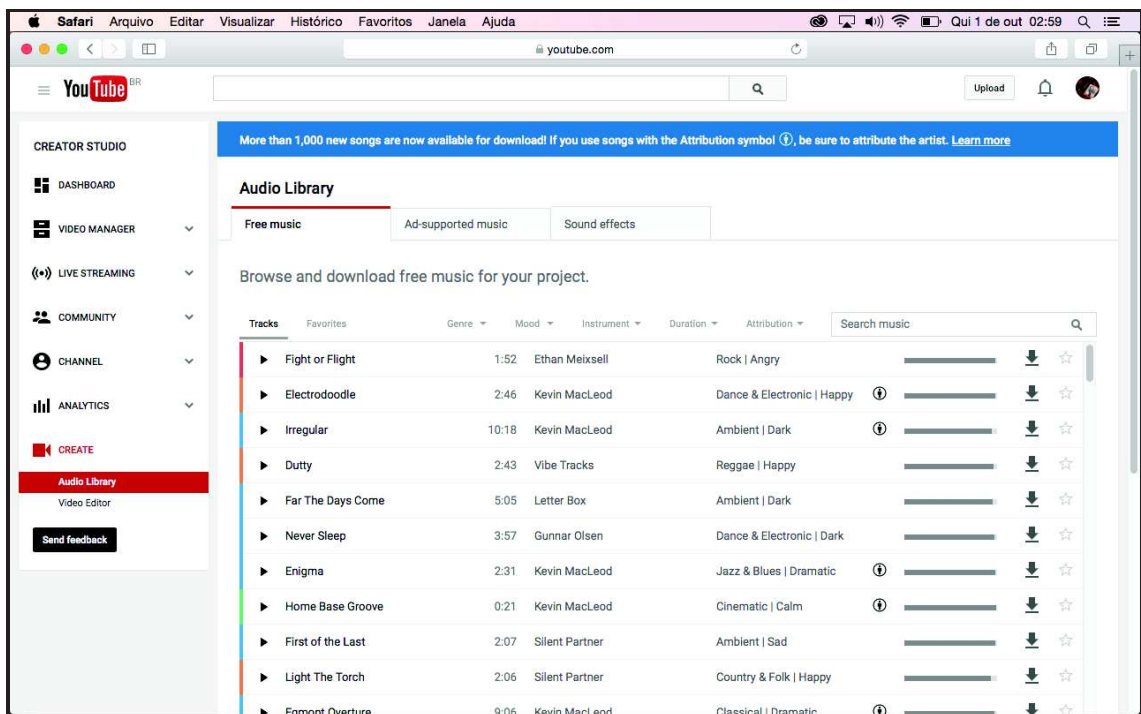 Safari Arquivo Editar Visualizar Histórico Favoritos Janela Ajuda Qui 1 de out 02:59
youtube.com
YouTube BR Upload
CREATOR STUDIO
DASHBOARD
VIDEO MANAGER
LIVE STREAMING
COMMUNITY
CHANNEL
ANALYTICS
CREATE
Audio Library
Video Editor
Send feedback
More than 1,000 new songs are now available for download! If you use songs with the Attribution symbol , be sure to attribute the artist. Learn more
Audio Library
Free music Ad-supported music Sound effects
Browse and download free music for your project.
Tracks Favorites Genre Mood Instrument Duration Attribution Search music
Fight or Flight 1:52 Ethan Meixsell Rock | Angry
Electrodoodle 2:46 Kevin MacLeod Dance & Electronic | Happy
Irregular 10:18 Kevin MacLeod Ambient | Dark
Dutty 2:43 Vibe Tracks Reggae | Happy
Far The Days Come 5:05 Letter Box Ambient | Dark
Never Sleep 3:57 Gunnar Olsen Dance & Electronic | Dark
Enigma 2:31 Kevin MacLeod Jazz & Blues | Dramatic
Home Base Groove 0:21 Kevin MacLeod Cinematic | Calm
First of the Last 2:07 Silent Partner Ambient | Sad
Light The Torch 2:06 Silent Partner Country & Folk | Happy
Egmont Overture 9:06 Kevin MacLeod Classical | Dramatic